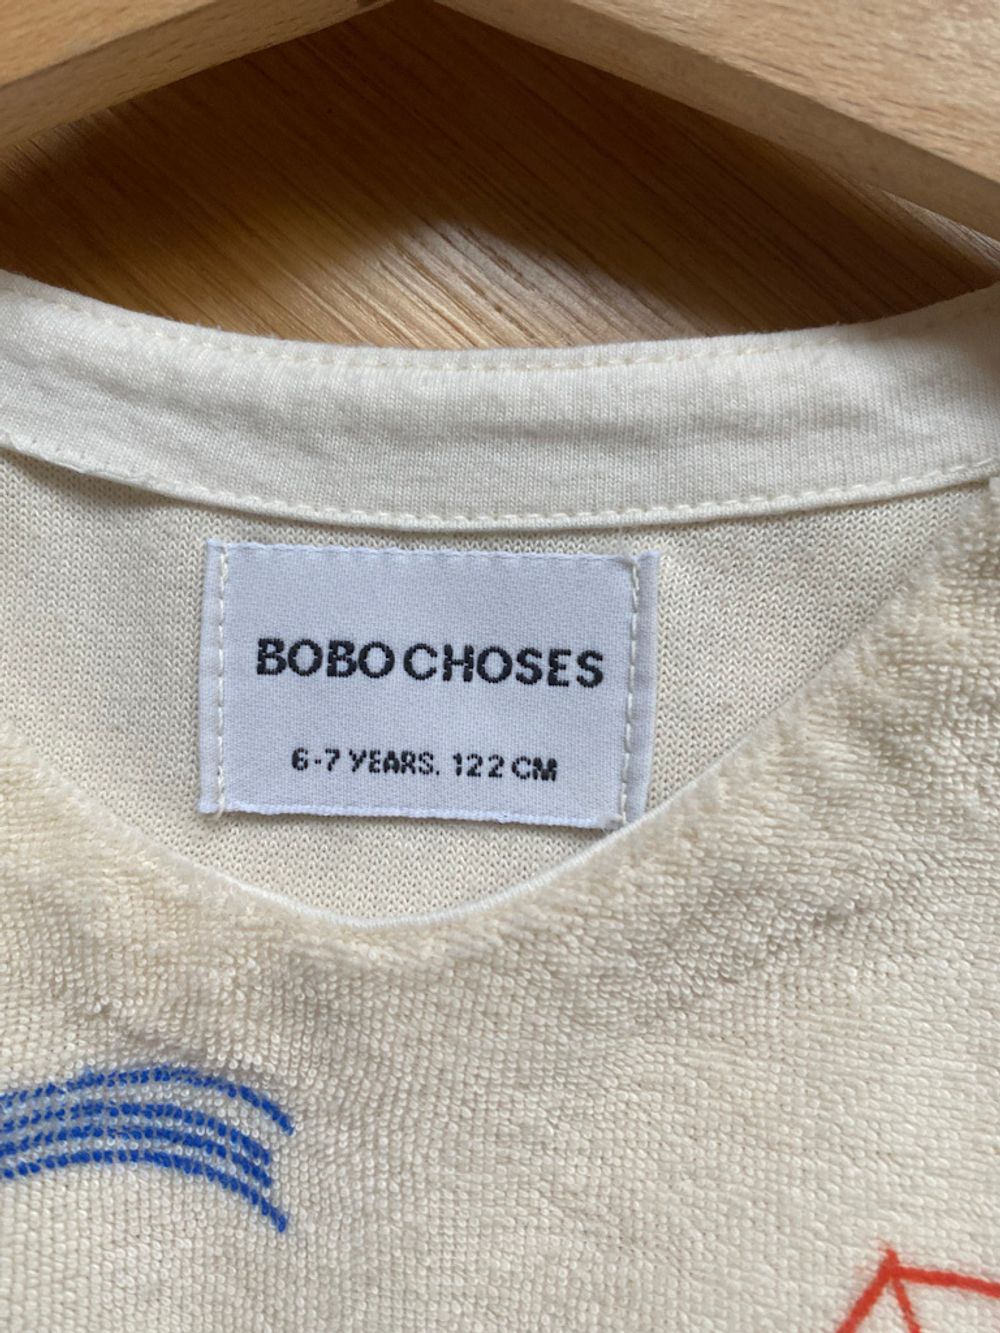 BOBO CHOSES
6-7 YEARS. 122 CM